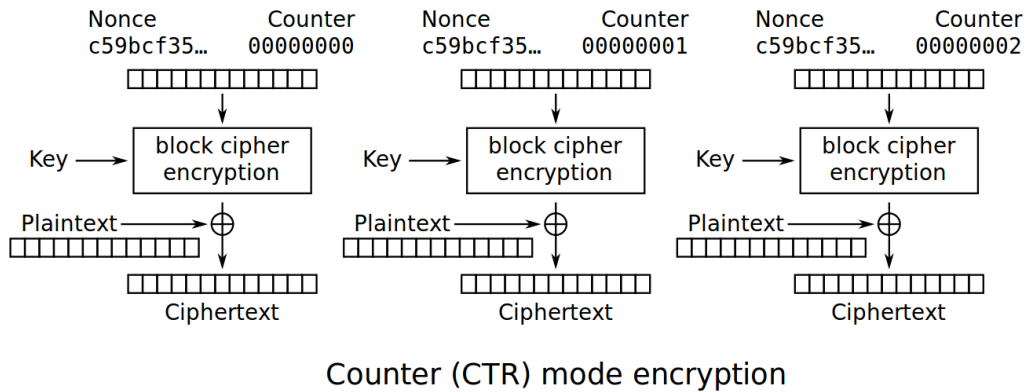 Nonce Counter Nonce Counter Nonce Counter
c59bcf35… 00000000 c59bcf35… 00000001 c59bcf35… 00000002
block cipher block cipher block cipher
Key encryption Key encryption Key encryption
Plaintext Plaintext Plaintext
Ciphertext Ciphertext Ciphertext
Counter (CTR) mode encryption